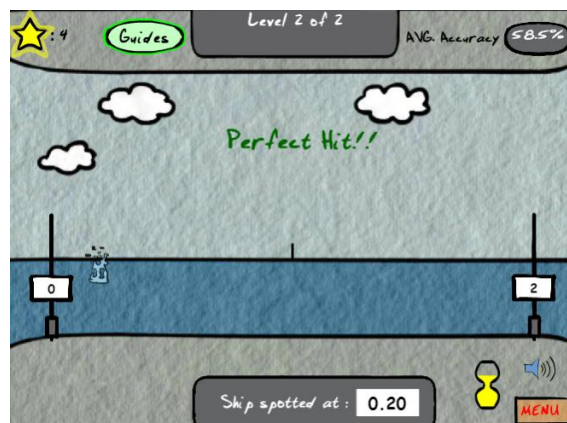 : 4
Guides
Level 2 of 2
AVG. Accuracy
58.5%
Perfect Hit!!
0
2
Ship spotted at : 0.20
MENU